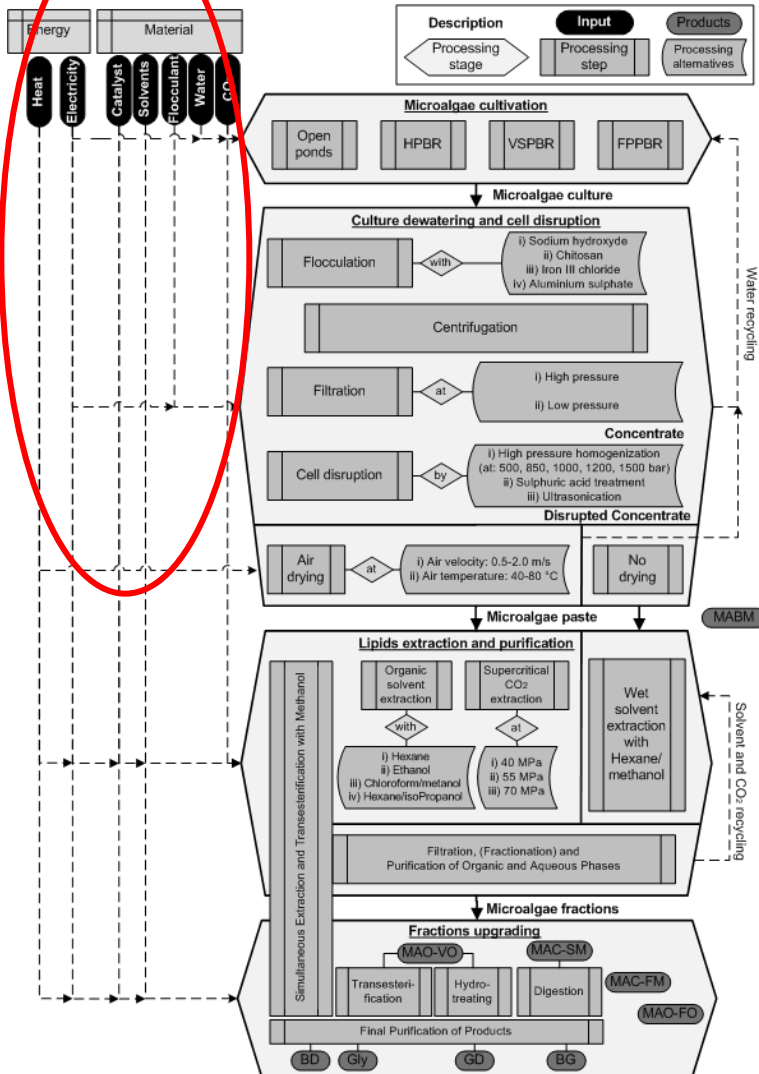 Energy
Material
Description
Input
Products
Processing
stage
Processing
step
Processing
alternatives
Heat
Electricity
Catalyst
Solvents
Flocculant
Water
CO
Microalgae cultivation
Open
ponds
HPBR
VSPBR
FPPBR
Microalgae culture
Culture dewatering and cell disruption
Flocculation
with
i) Sodium hydroxyde
ii) Chitosan
iii) Iron III chloride
iv) Aluminium sulphate
Centrifugation
Water recycling
Filtration
at
i) High pressure
ii) Low pressure
Concentrate
Cell disruption
by
i) High pressure homogenization
(at: 500, 850, 1000, 1200, 1500 bar)
ii) Sulphuric acid treatment
iii) Ultrasonication
Disrupted Concentrate
Air
drying
at
i) Air velocity: 0.5-2.0 m/s
ii) Air temperature: 40-80 °C
No
drying
Microalgae paste
MABM
Lipids extraction and purification
Simultaneous Extraction and Transesterification with Methanol
Organic
solvent
extraction
with
i) Hexane
ii) Ethanol
iii) Chloroform/metanol
iv) Hexane/isoPropanol
Supercritical
CO₂
extraction
at
i) 40 MPa
ii) 55 MPa
iii) 70 MPa
Wet
solvent
extraction
with
Hexane/
methanol
Solvent and CO₂ recycling
Filtration, (Fractionation) and
Purification of Organic and Aqueous Phases
Microalgae fractions
Fractions upgrading
MAO-VO
MAC-SM
MAC-FM
MAO-FO
Transesteri-
fication
Hydro-
treating
Digestion
Final Purification of Products
BD
Gly
GD
BG